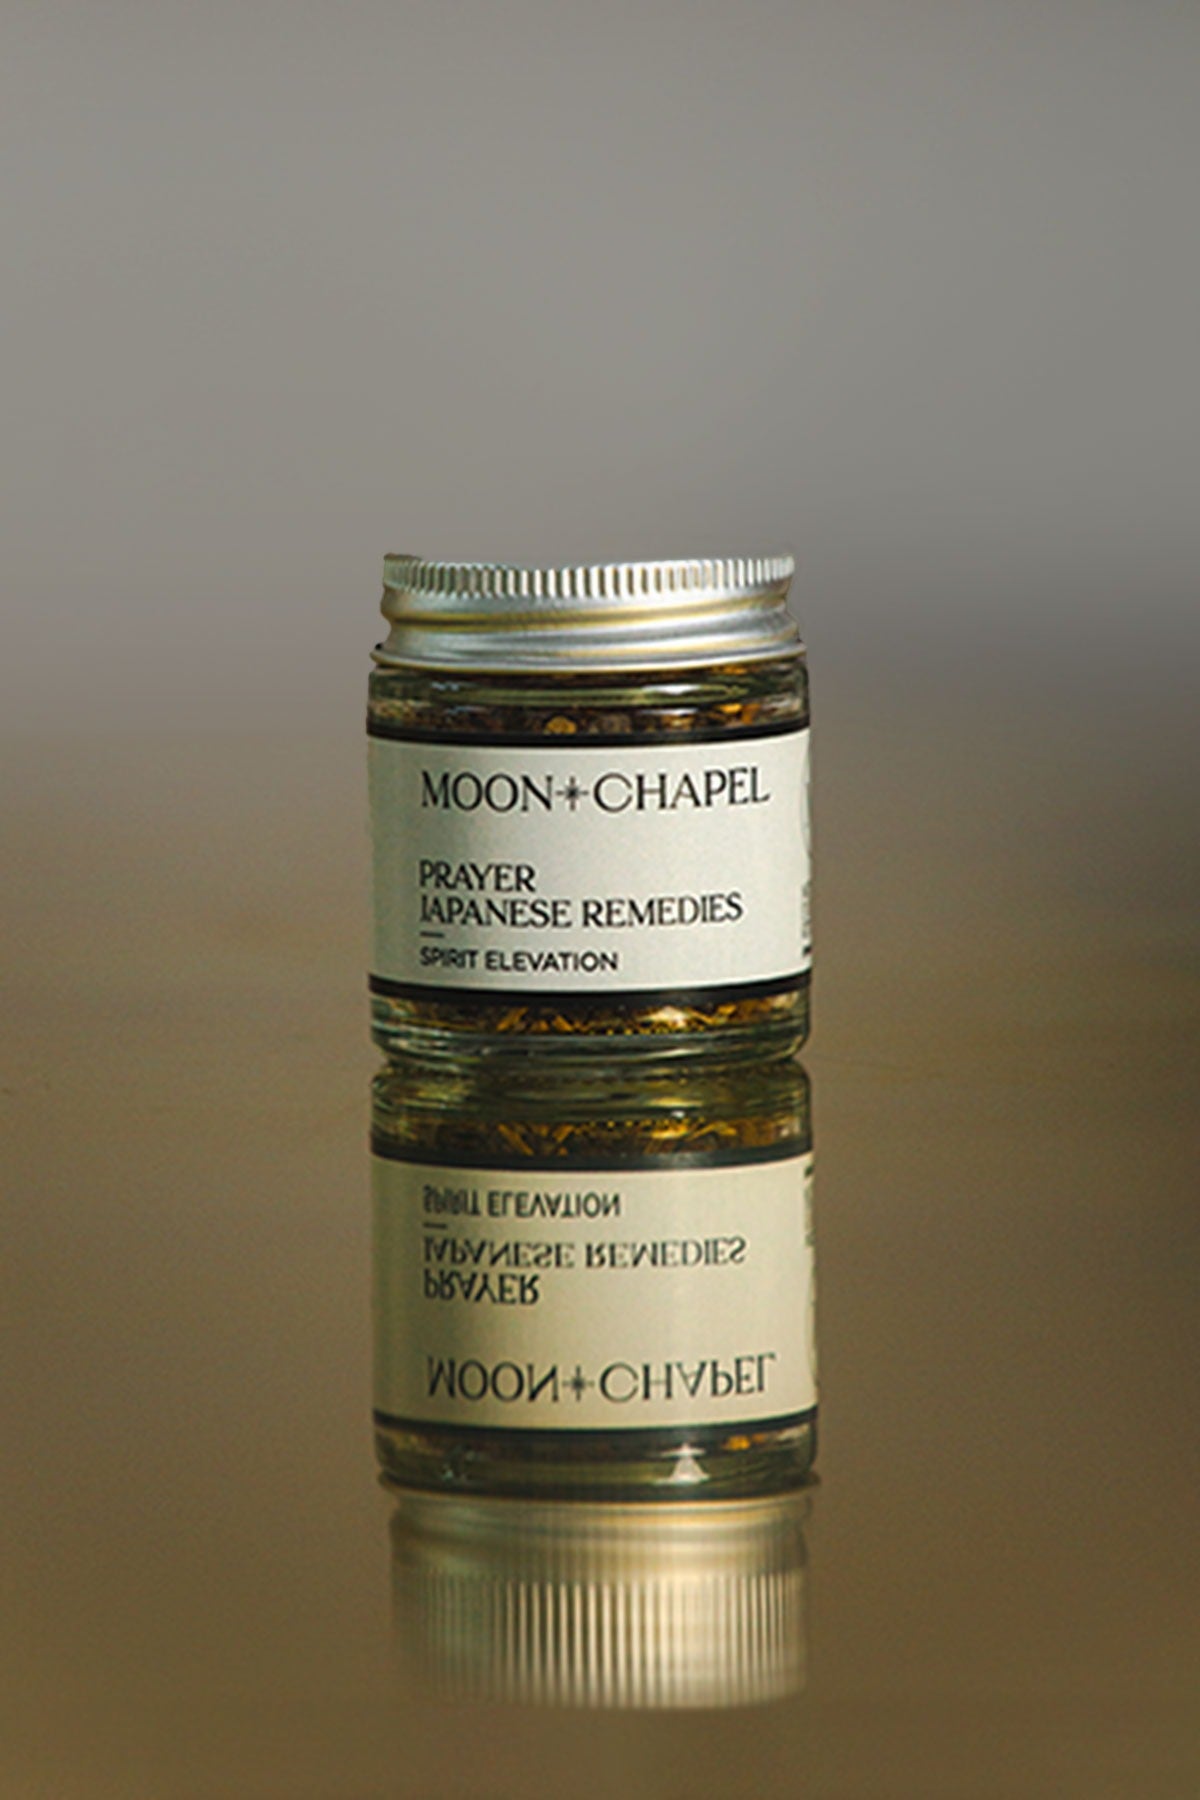 MOON+CHAPEL
PRAYER
JAPANESE REMEDIES
SPIRIT ELEVATION